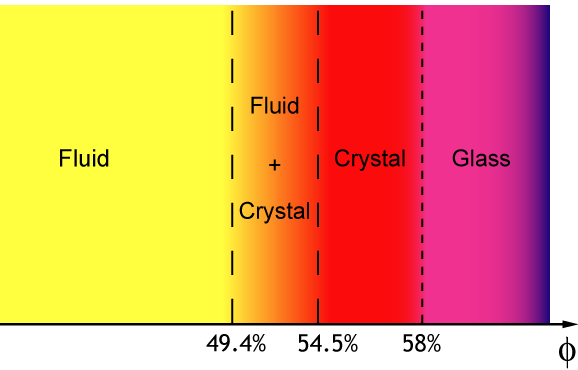 Fluid
Fluid
+
Crystal
Crystal
Glass
49.4%
54.5%
58%
ϕ